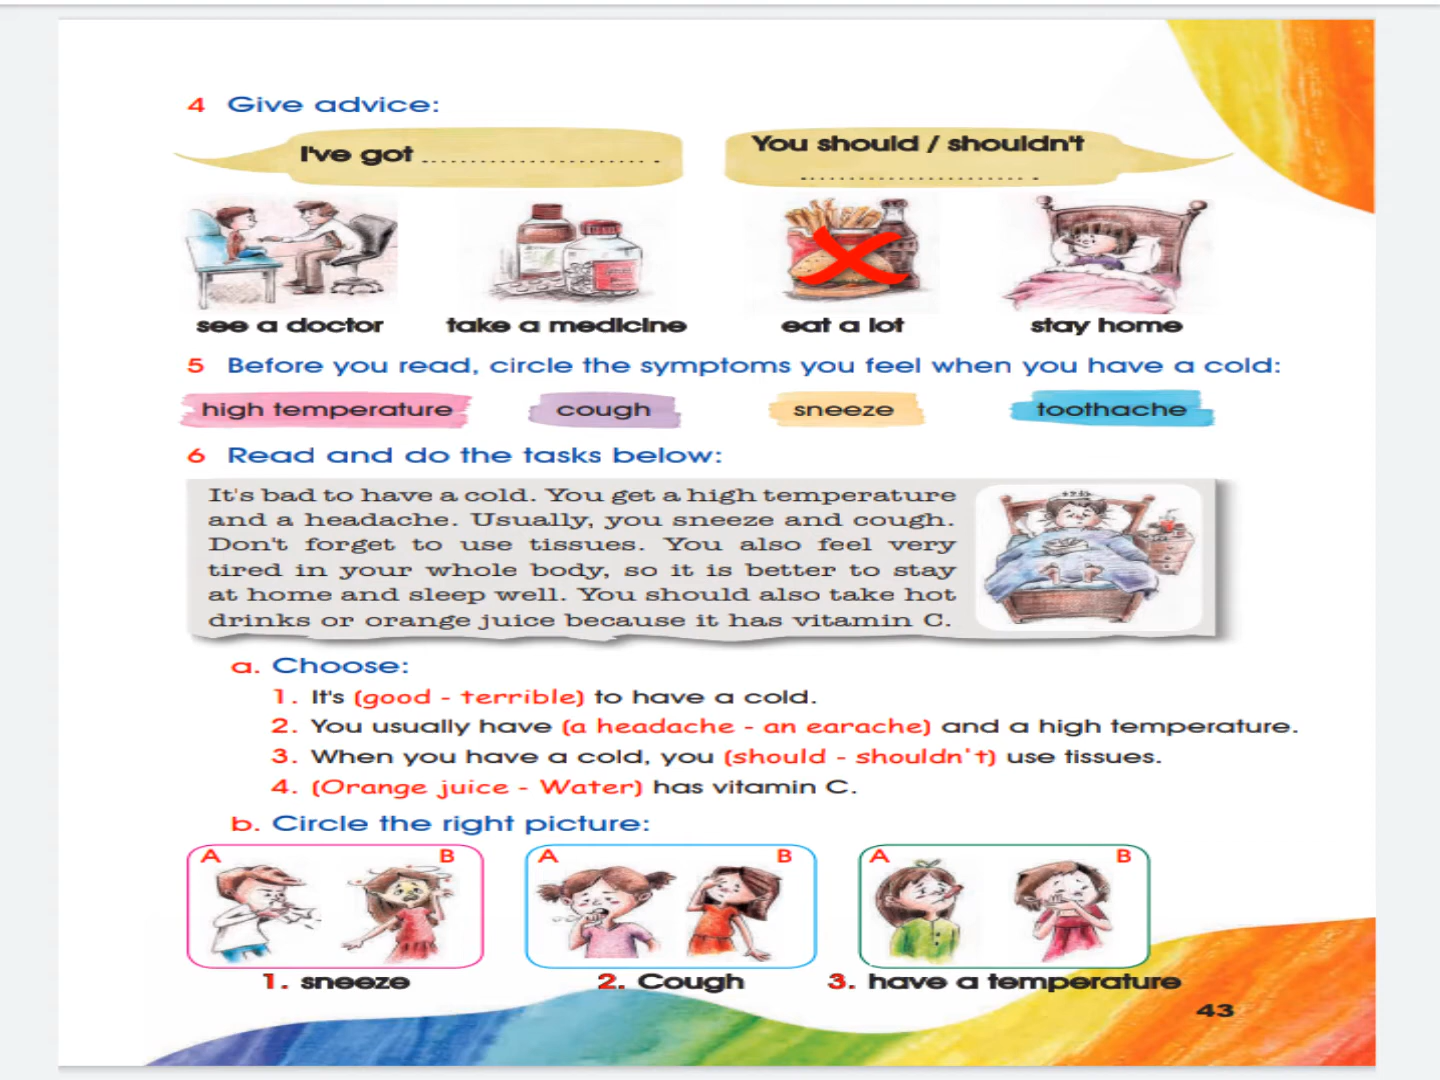 4 Give advice:
I've got ........................ .
You should / shouldn't
........................ .
see a doctor take a medicine eat a lot stay home
5 Before you read, circle the symptoms you feel when you have a cold:
high temperature cough sneeze toothache
6 Read and do the tasks below:
It's bad to have a cold. You get a high temperature
and a headache. Usually, you sneeze and cough.
Don't forget to use tissues. You also feel very
tired in your whole body, so it is better to stay
at home and sleep well. You should also take hot
drinks or orange juice because it has vitamin C.
a. Choose:
1. It's (good - terrible) to have a cold.
2. You usually have (a headache - an earache) and a high temperature.
3. When you have a cold, you (should - shouldn't) use tissues.
4. (Orange juice - Water) has vitamin C.
b. Circle the right picture:
A B A B A B
1. sneeze 2. Cough 3. have a temperature
43